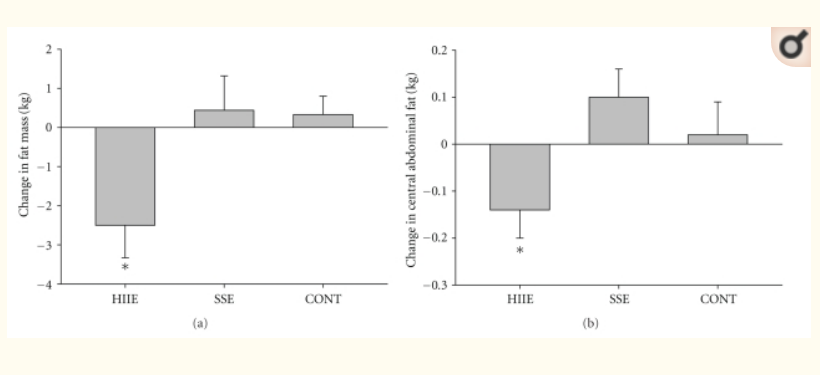 Change in fat mass (kg)
2
1
0
−1
−2
−3
−4
*
HIIE SSE CONT
(a)
Change in central abdominal fat (kg)
0.2
0.1
0
−0.1
−0.2
−0.3
*
HIIE SSE CONT
(b)